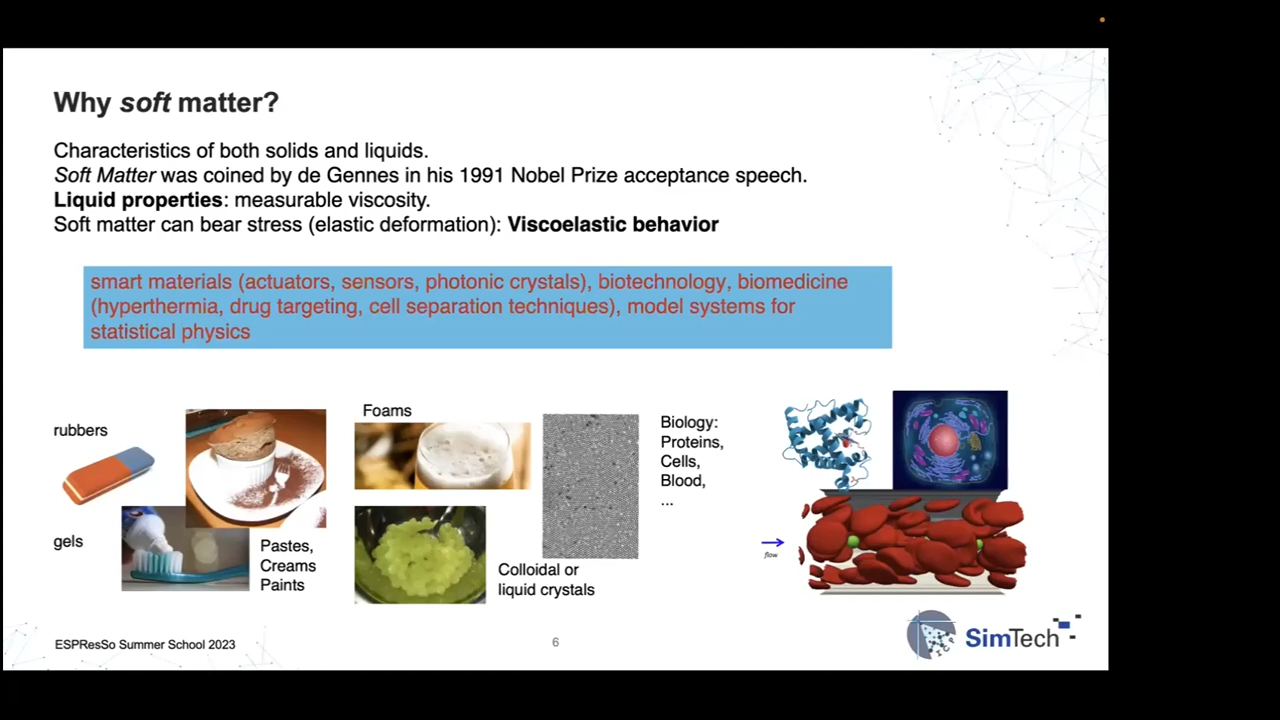 Why soft matter?
Characteristics of both solids and liquids.
Soft Matter was coined by de Gennes in his 1991 Nobel Prize acceptance speech.
Liquid properties: measurable viscosity.
Soft matter can bear stress (elastic deformation): Viscoelastic behavior
smart materials (actuators, sensors, photonic crystals), biotechnology, biomedicine
(hyperthermia, drug targeting, cell separation techniques), model systems for
statistical physics
rubbers
gels
Pastes,
Creams
Paints
Foams
Colloidal or
liquid crystals
Biology:
Proteins,
Cells,
Blood,
...
flow
ESPResSo Summer School 2023
6
ICP
SimTech